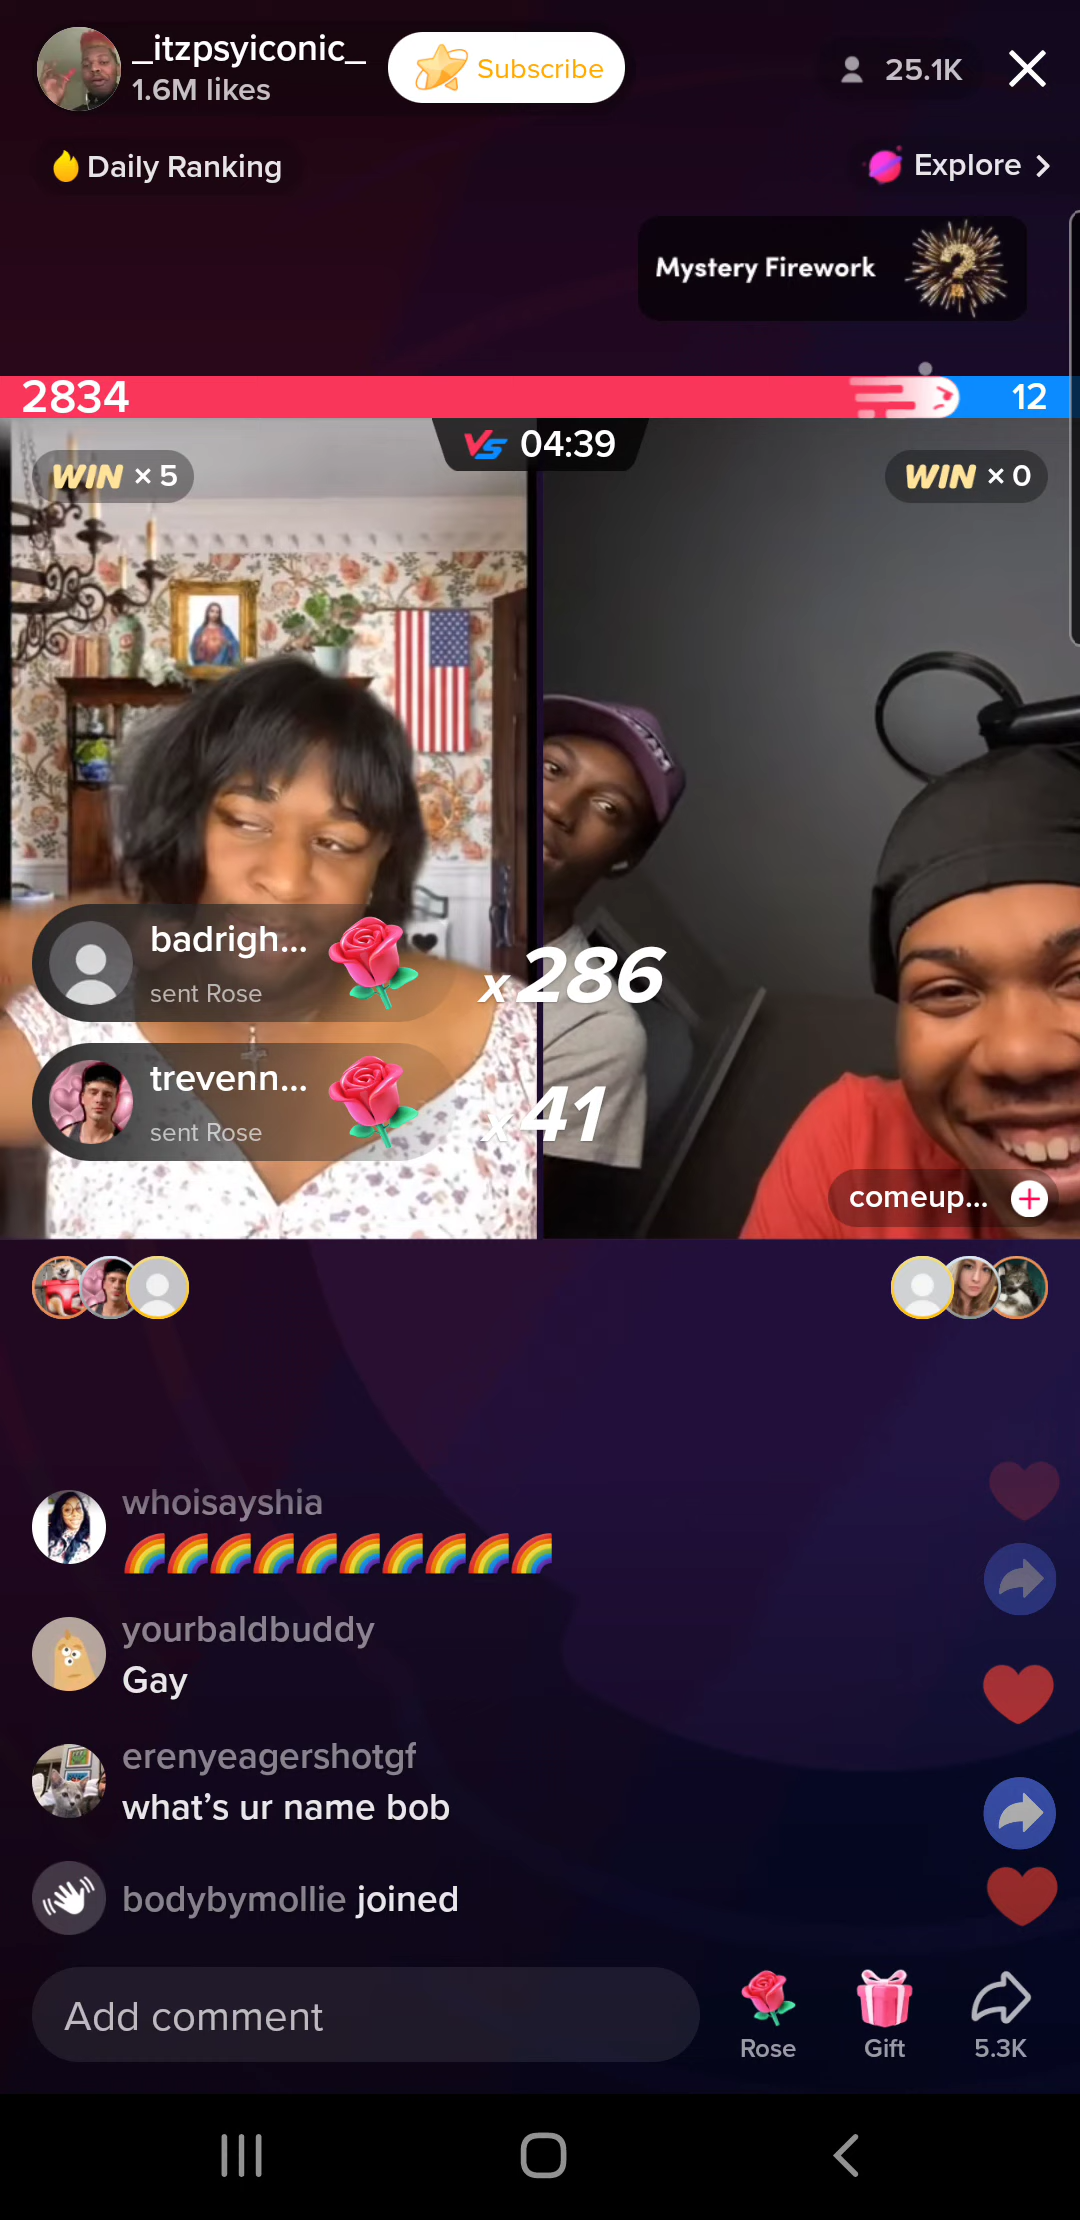 _itzpsyiconic_
1.6M likes
Subscribe
25.1K
Daily Ranking
Explore
Mystery Firework
2834
12
VS 04:39
WIN × 5
WIN × 0
badrigh...
sent Rose
x286
trevenn...
sent Rose
x41
comeup...
whoisayshia
🌈🌈🌈🌈🌈🌈🌈🌈🌈🌈
yourbaldbuddy
Gay
erenyeagershotgf
what’s ur name bob
bodybymollie joined
Add comment
Rose
Gift
5.3K